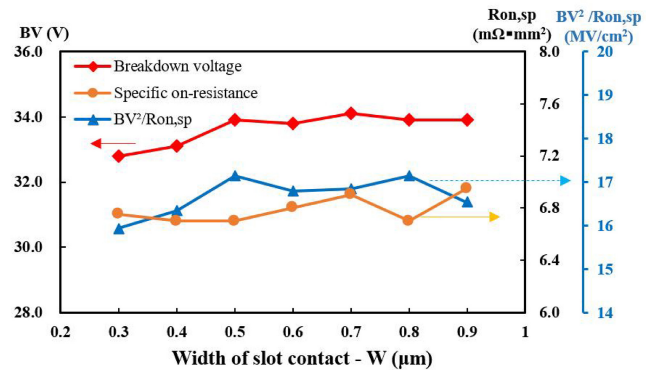 BV (V)
Ron,sp
(mΩ▪mm²)
BV² /Ron,sp
(MV/cm²)
36.0
34.0
32.0
30.0
28.0
Breakdown voltage
Specific on-resistance
BV²/Ron,sp
8.0
7.6
7.2
6.8
6.4
6.0
20
19
18
17
16
15
14
0.2 0.3 0.4 0.5 0.6 0.7 0.8 0.9 1
Width of slot contact - W (μm)